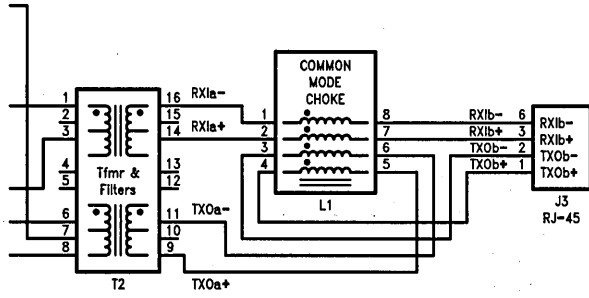 COMMON
MODE
CHOKE
1 16 RXIa-
2 15
3 14 RXIa+
4 13
5 12
Tfmr &
Filters
6 11 TXOa-
7 10
8 9 TXOa+
T2
1 8 RXIb- 6 RXIb-
2 7 RXIb+ 3 RXIb+
3 6 TXOb- 2 TXOb-
4 5 TXOb+ 1 TXOb+
L1
J3
RJ-45